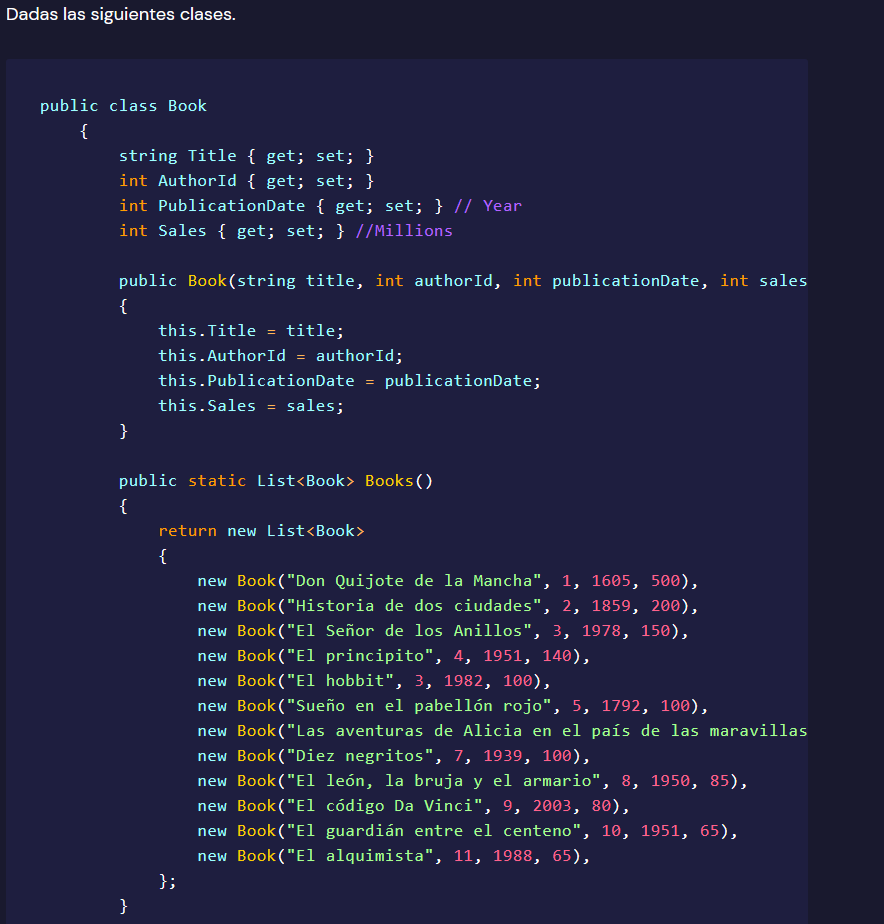 Dadas las siguientes clases.
public class Book
{
string Title { get; set; }
int AuthorId { get; set; }
int PublicationDate { get; set; } // Year
int Sales { get; set; } //Millions
public Book(string title, int authorId, int publicationDate, int sales
{
this.Title = title;
this.AuthorId = authorId;
this.PublicationDate = publicationDate;
this.Sales = sales;
}
public static List<Book> Books()
{
return new List<Book>
{
new Book("Don Quijote de la Mancha", 1, 1605, 500),
new Book("Historia de dos ciudades", 2, 1859, 200),
new Book("El Señor de los Anillos", 3, 1978, 150),
new Book("El principito", 4, 1951, 140),
new Book("El hobbit", 3, 1982, 100),
new Book("Sueño en el pabellón rojo", 5, 1792, 100),
new Book("Las aventuras de Alicia en el país de las maravillas
new Book("Diez negritos", 7, 1939, 100),
new Book("El león, la bruja y el armario", 8, 1950, 85),
new Book("El código Da Vinci", 9, 2003, 80),
new Book("El guardián entre el centeno", 10, 1951, 65),
new Book("El alquimista", 11, 1988, 65),
};
}